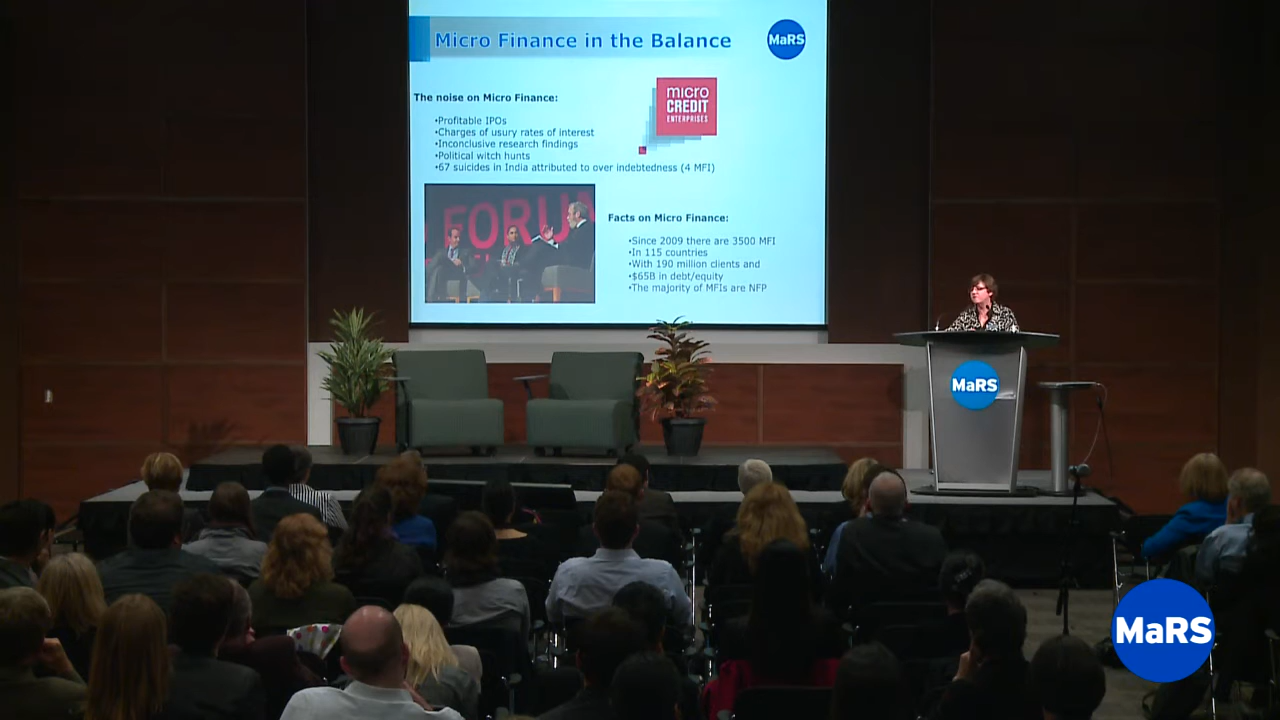 Micro Finance in the Balance
MaRS
The noise on Micro Finance:
micro
CREDIT
ENTERPRISES
•Profitable IPOs
•Charges of usury rates of interest
•Inconclusive research findings
•Political witch hunts
•67 suicides in India attributed to over indebtedness (4 MFI)
FORUM
Facts on Micro Finance:
•Since 2009 there are 3500 MFI
•In 115 countries
•With 190 million clients and
•$65B in debt/equity
•The majority of MFIs are NFP
MaRS
MaRS